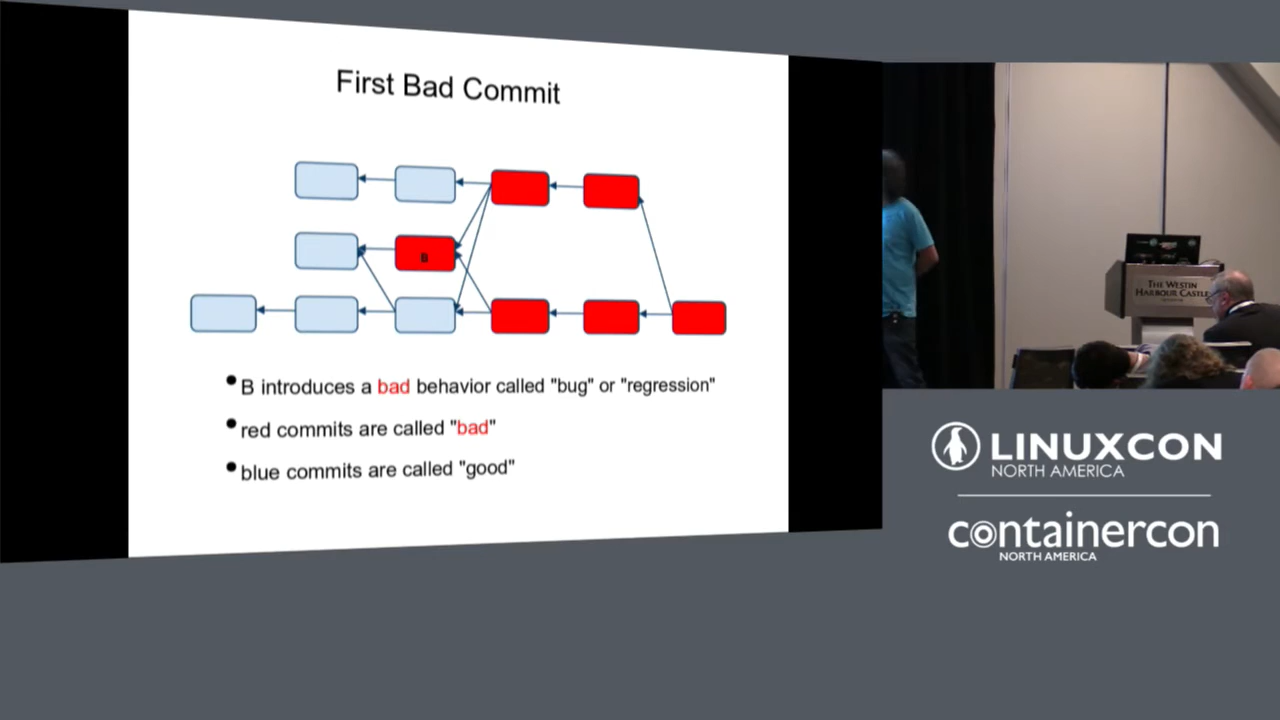 First Bad Commit
B
B introduces a bad behavior called "bug" or "regression"
red commits are called "bad"
blue commits are called "good"
THE WESTIN
HARBOUR CASTLE
LINUXCON
NORTH AMERICA
containercon
NORTH AMERICA